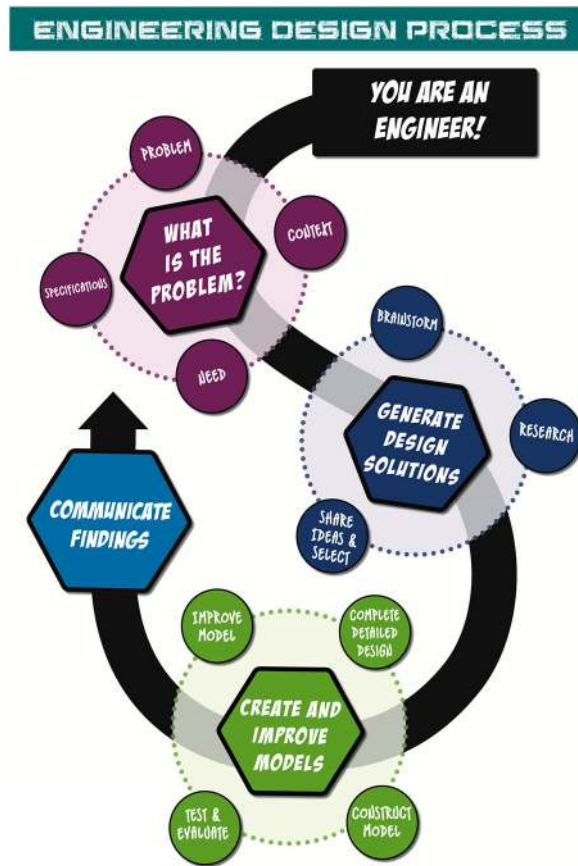 ENGINEERING DESIGN PROCESS
YOU ARE AN
ENGINEER!
PROBLEM
WHAT
IS THE
PROBLEM?
CONTEXT
SPECIFICATIONS
NEED
BRAINSTORM
GENERATE
DESIGN
SOLUTIONS
RESEARCH
SHARE
IDEAS &
SELECT
COMPLETE
DETAILED
DESIGN
CREATE AND
IMPROVE
MODELS
CONSTRUCT
MODEL
TEST &
EVALUATE
IMPROVE
MODEL
COMMUNICATE
FINDINGS